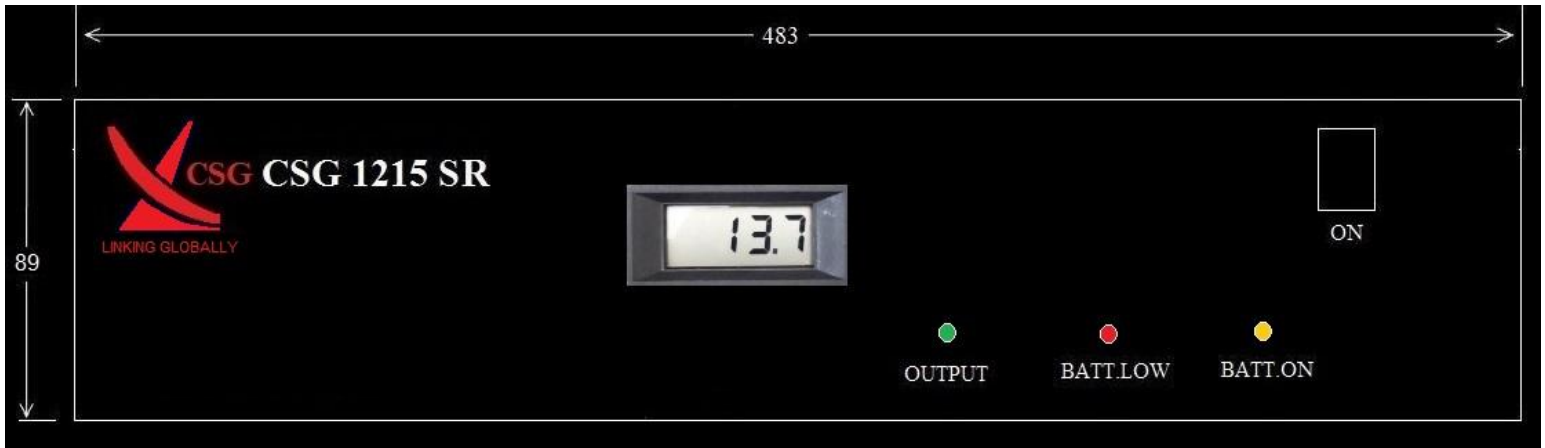 483
89
CSG CSG 1215 SR
LINKING GLOBALLY
13.7
ON
OUTPUT
BATT.LOW
BATT.ON